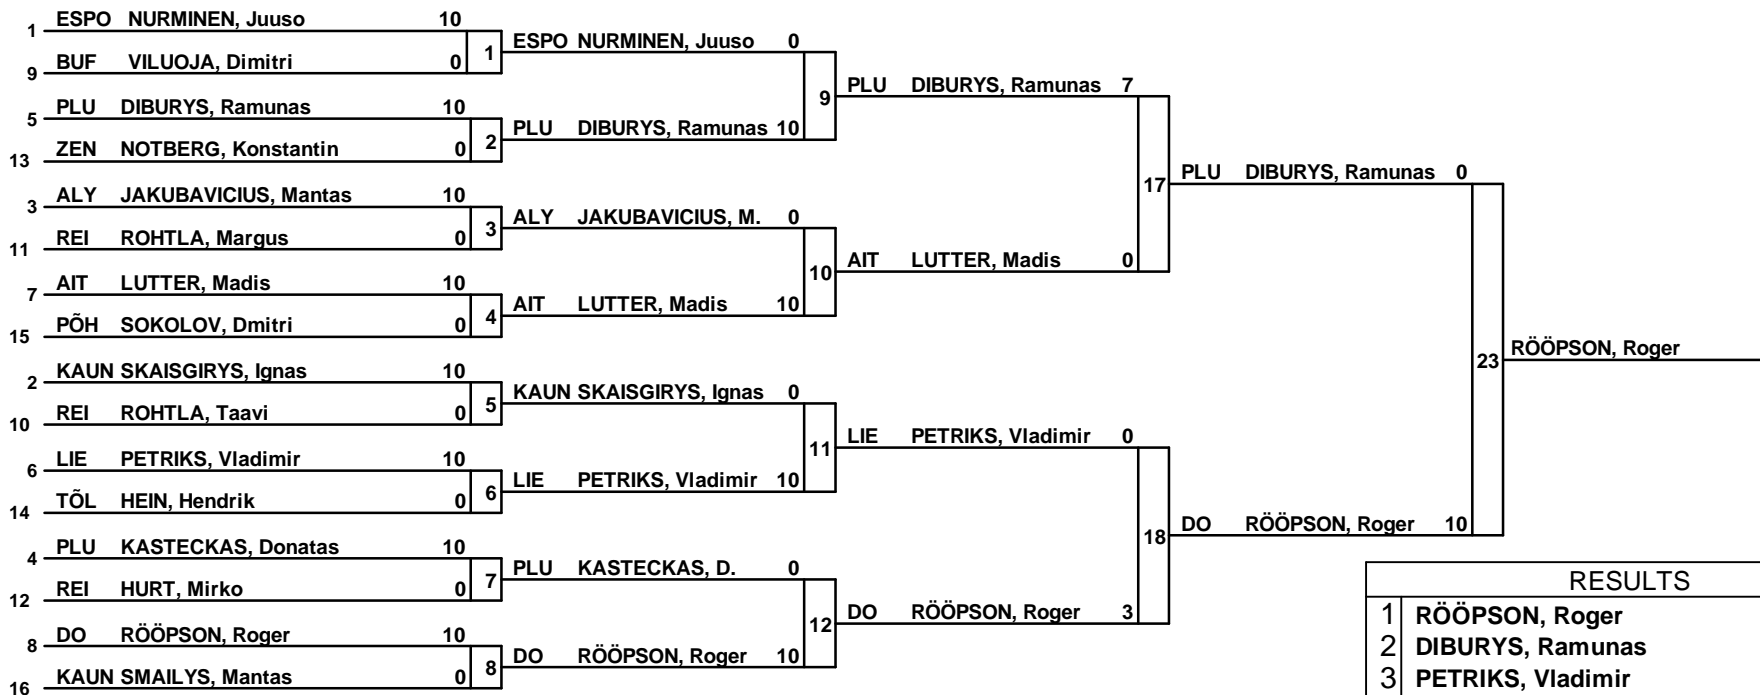 1 ESPO NURMINEN, Juuso 10
9 BUF VILUOJA, Dimitri 0
1
5 PLU DIBURYS, Ramunas 10
13 ZEN NOTBERG, Konstantin 0
2
3 ALY JAKUBAVICIUS, Mantas 10
11 REI ROHTLA, Margus 0
3
7 AIT LUTTER, Madis 10
15 PÕH SOKOLOV, Dmitri 0
4
2 KAUN SKAISGIRYS, Ignas 10
10 REI ROHTLA, Taavi 0
5
6 LIE PETRIKS, Vladimir 10
14 TÕL HEIN, Hendrik 0
6
4 PLU KASTECKAS, Donatas 10
12 REI HURT, Mirko 0
7
8 DO RÖÖPSON, Roger 10
16 KAUN SMAILYS, Mantas 0
8
ESPO NURMINEN, Juuso 0
PLU DIBURYS, Ramunas 10
9
ALY JAKUBAVICIUS, M. 0
AIT LUTTER, Madis 10
10
KAUN SKAISGIRYS, Ignas 0
LIE PETRIKS, Vladimir 10
11
PLU KASTECKAS, D. 0
DO RÖÖPSON, Roger 10
12
PLU DIBURYS, Ramunas 7
AIT LUTTER, Madis 0
17
LIE PETRIKS, Vladimir 0
DO RÖÖPSON, Roger 3
18
PLU DIBURYS, Ramunas 0
DO RÖÖPSON, Roger 10
23
RÖÖPSON, Roger
RESULTS
1 RÖÖPSON, Roger
2 DIBURYS, Ramunas
3 PETRIKS, Vladimir